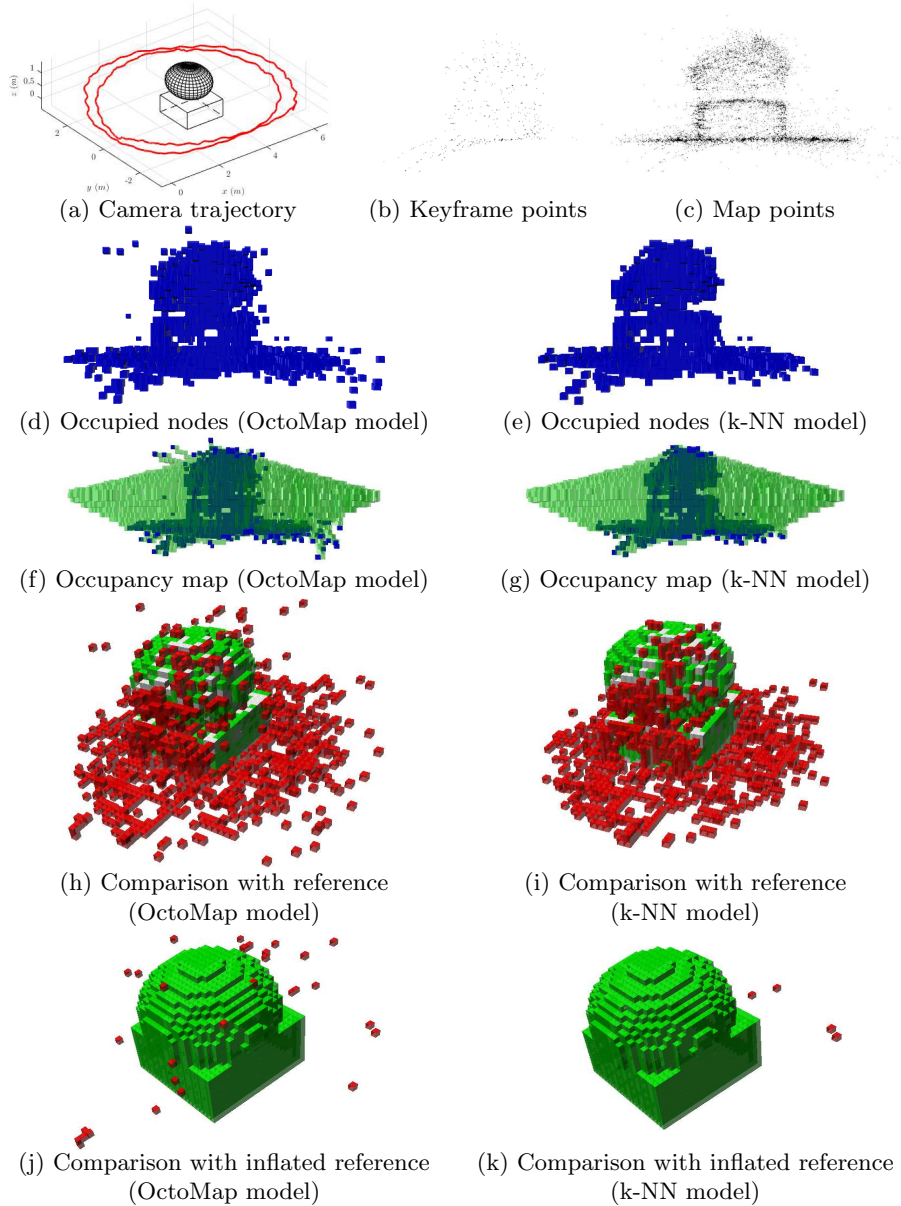 1
0.5
0
z (m)
2
0
-2
y (m)
0
2
4
6
x (m)
(a) Camera trajectory
(b) Keyframe points
(c) Map points
(d) Occupied nodes (OctoMap model)
(e) Occupied nodes (k-NN model)
(f) Occupancy map (OctoMap model)
(g) Occupancy map (k-NN model)
(h) Comparison with reference
(OctoMap model)
(i) Comparison with reference
(k-NN model)
(j) Comparison with inflated reference
(OctoMap model)
(k) Comparison with inflated reference
(k-NN model)